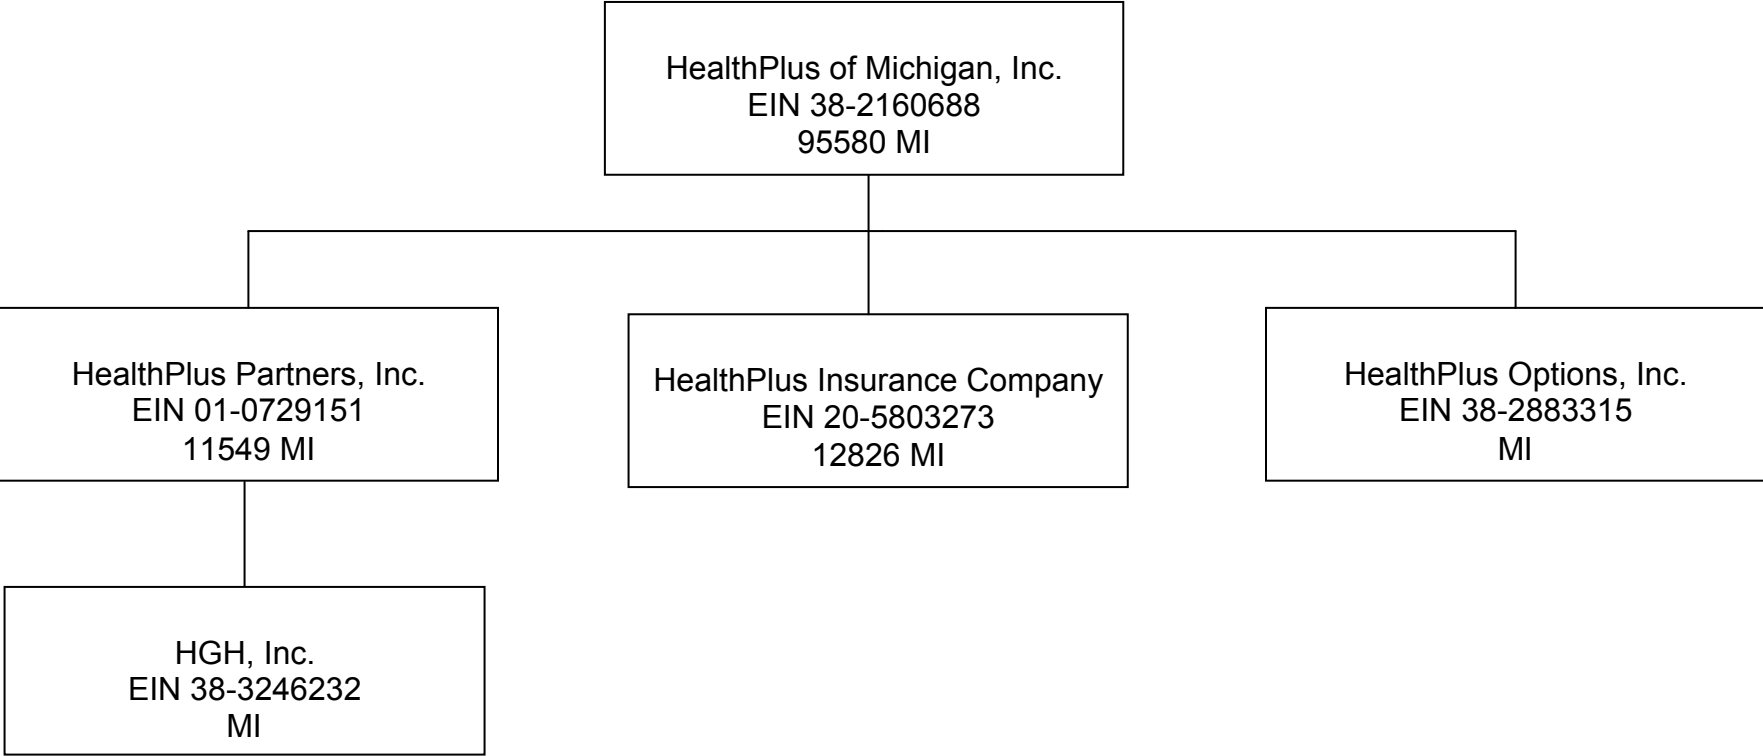 HealthPlus of Michigan, Inc.
EIN 38-2160688
95580 MI
HealthPlus Partners, Inc.
EIN 01-0729151
11549 MI
HealthPlus Insurance Company
EIN 20-5803273
12826 MI
HealthPlus Options, Inc.
EIN 38-2883315
MI
HGH, Inc.
EIN 38-3246232
MI